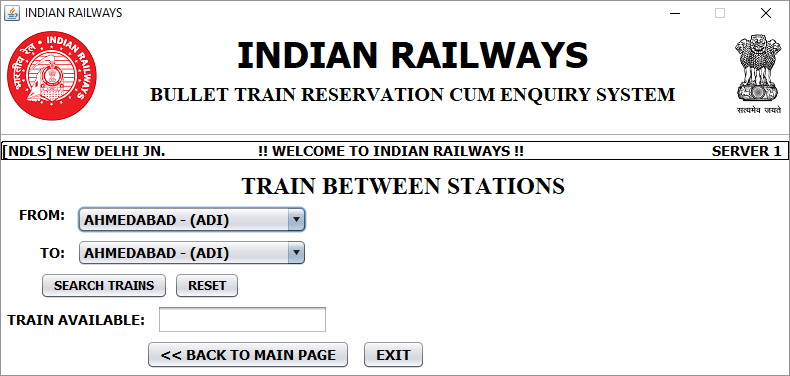 INDIAN RAILWAYS
भारतीय रेल
INDIAN RAILWAYS
INDIAN RAILWAYS
BULLET TRAIN RESERVATION CUM ENQUIRY SYSTEM
सत्यमेव जयते
[NDLS] NEW DELHI JN. !! WELCOME TO INDIAN RAILWAYS !! SERVER 1
TRAIN BETWEEN STATIONS
FROM: AHMEDABAD - (ADI)
TO: AHMEDABAD - (ADI)
SEARCH TRAINS RESET
TRAIN AVAILABLE:
<< BACK TO MAIN PAGE EXIT